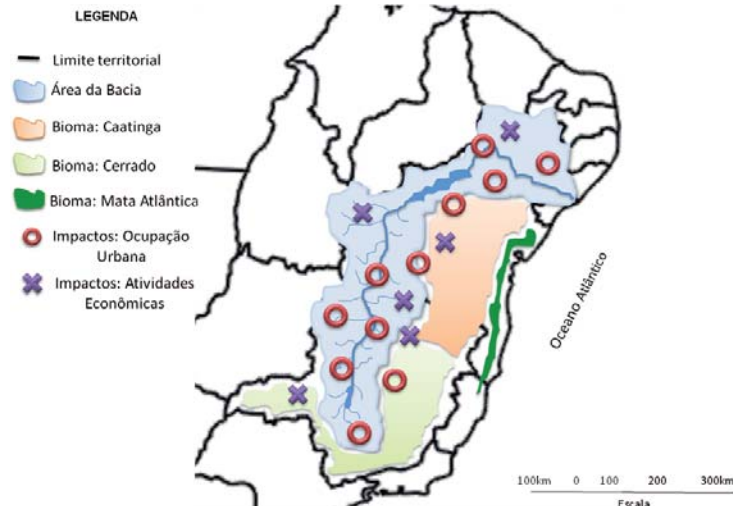 LEGENDA
Limite territorial
Área da Bacia
Bioma: Caatinga
Bioma: Cerrado
Bioma: Mata Atlântica
Impactos: Ocupação
Urbana
Impactos: Atividades
Econômicas
Oceano Atlântico
100km 0 100 200 300km
Escala